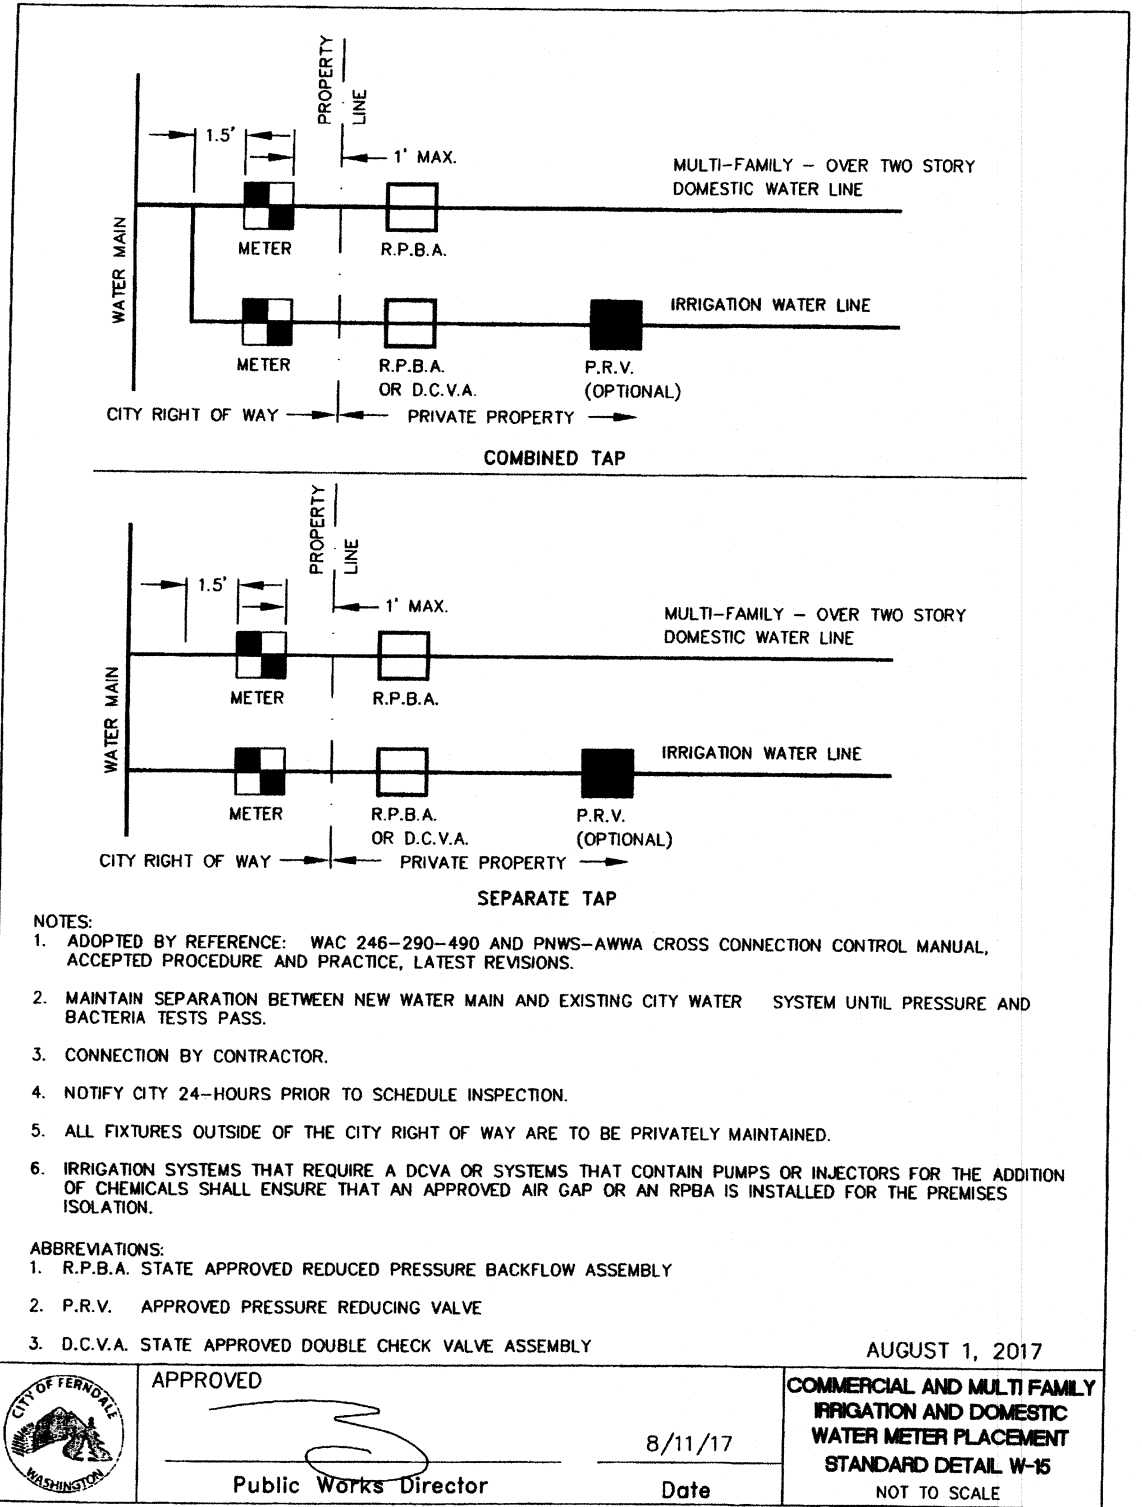 PROPERTY
LINE
1.5'
1' MAX.
MULTI-FAMILY - OVER TWO STORY
DOMESTIC WATER LINE
WATER MAIN
METER
R.P.B.A.
IRRIGATION WATER LINE
METER
R.P.B.A.
OR D.C.V.A.
P.R.V.
(OPTIONAL)
CITY RIGHT OF WAY
PRIVATE PROPERTY
COMBINED TAP
PROPERTY
LINE
1.5'
1' MAX.
MULTI-FAMILY - OVER TWO STORY
DOMESTIC WATER LINE
WATER MAIN
METER
R.P.B.A.
IRRIGATION WATER LINE
METER
R.P.B.A.
OR D.C.V.A.
P.R.V.
(OPTIONAL)
CITY RIGHT OF WAY
PRIVATE PROPERTY
SEPARATE TAP
NOTES:
1. ADOPTED BY REFERENCE: WAC 246-290-490 AND PNWS-AWWA CROSS CONNECTION CONTROL MANUAL,
ACCEPTED PROCEDURE AND PRACTICE, LATEST REVISIONS.
2. MAINTAIN SEPARATION BETWEEN NEW WATER MAIN AND EXISTING CITY WATER SYSTEM UNTIL PRESSURE AND
BACTERIA TESTS PASS.
3. CONNECTION BY CONTRACTOR.
4. NOTIFY CITY 24-HOURS PRIOR TO SCHEDULE INSPECTION.
5. ALL FIXTURES OUTSIDE OF THE CITY RIGHT OF WAY ARE TO BE PRIVATELY MAINTAINED.
6. IRRIGATION SYSTEMS THAT REQUIRE A DCVA OR SYSTEMS THAT CONTAIN PUMPS OR INJECTORS FOR THE ADDITION
OF CHEMICALS SHALL ENSURE THAT AN APPROVED AIR GAP OR AN RPBA IS INSTALLED FOR THE PREMISES
ISOLATION.
ABBREVIATIONS:
1. R.P.B.A. STATE APPROVED REDUCED PRESSURE BACKFLOW ASSEMBLY
2. P.R.V. APPROVED PRESSURE REDUCING VALVE
3. D.C.V.A. STATE APPROVED DOUBLE CHECK VALVE ASSEMBLY
AUGUST 1, 2017
CITY OF FERNDALE
WASHINGTON
APPROVED
Public Works Director
8/11/17
Date
COMMERCIAL AND MULTI FAMILY
IRRIGATION AND DOMESTIC
WATER METER PLACEMENT
STANDARD DETAIL W-15
NOT TO SCALE